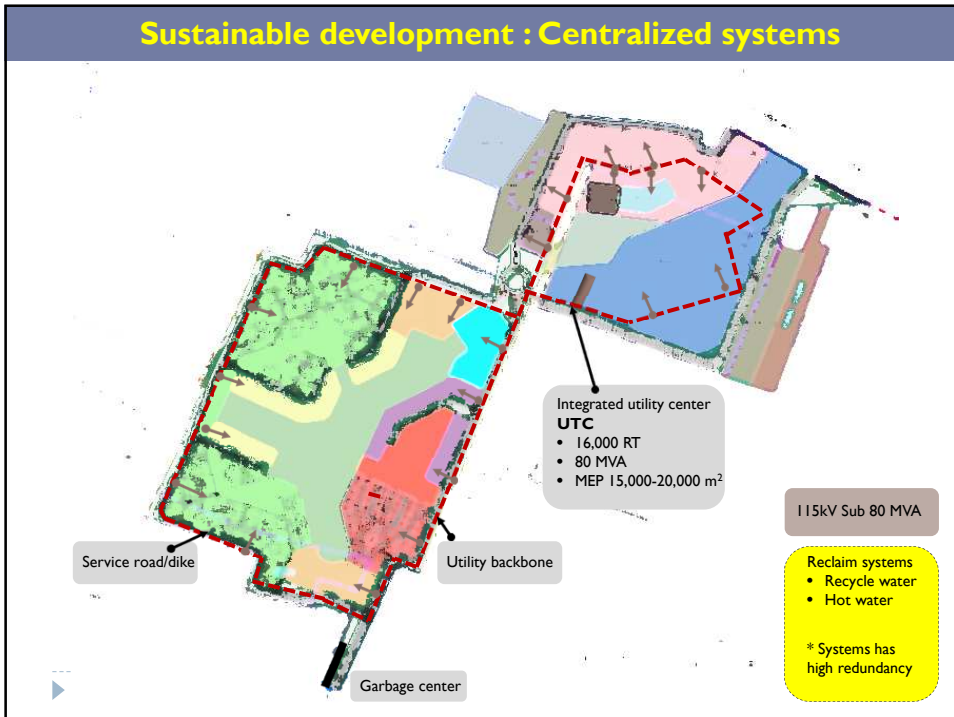 Sustainable development : Centralized systems
Integrated utility center
UTC
• 16,000 RT
• 80 MVA
• MEP 15,000-20,000 m²
115kV Sub 80 MVA
Service road/dike
Utility backbone
Reclaim systems
• Recycle water
• Hot water
* Systems has
high redundancy
Garbage center